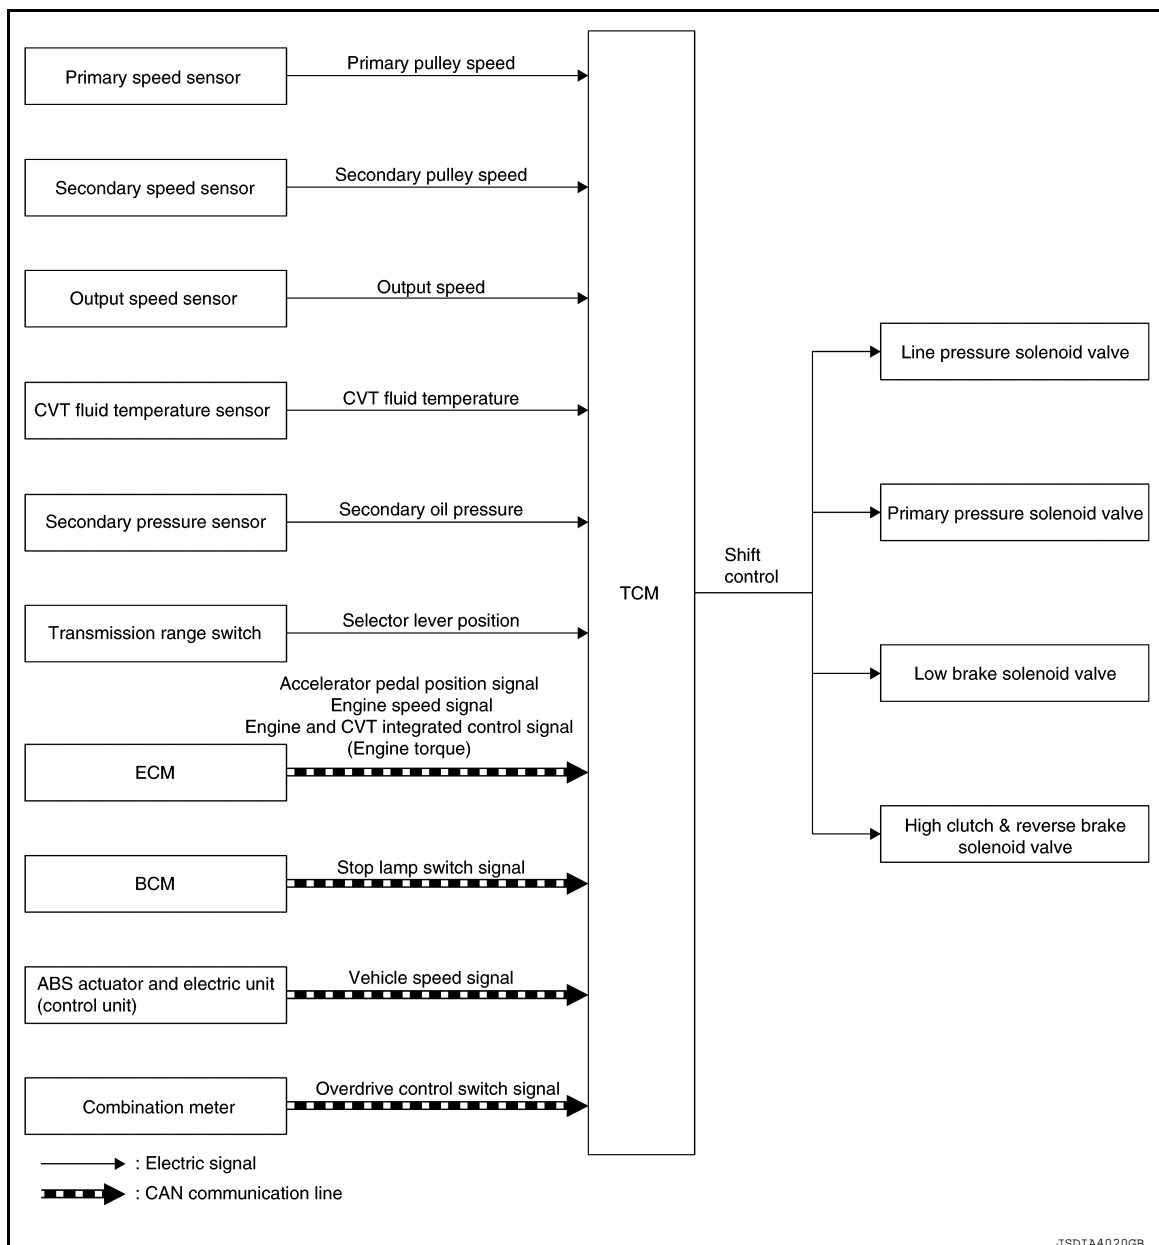 Primary speed sensor
Primary pulley speed
Secondary speed sensor
Secondary pulley speed
Output speed sensor
Output speed
CVT fluid temperature sensor
CVT fluid temperature
Secondary pressure sensor
Secondary oil pressure
Transmission range switch
Selector lever position
Accelerator pedal position signal
Engine speed signal
Engine and CVT integrated control signal
(Engine torque)
ECM
Stop lamp switch signal
BCM
ABS actuator and electric unit
(control unit)
Vehicle speed signal
Combination meter
Overdrive control switch signal
TCM
Shift
control
Line pressure solenoid valve
Primary pressure solenoid valve
Low brake solenoid valve
High clutch & reverse brake
solenoid valve
: Electric signal
: CAN communication line
JSDIA4020GB